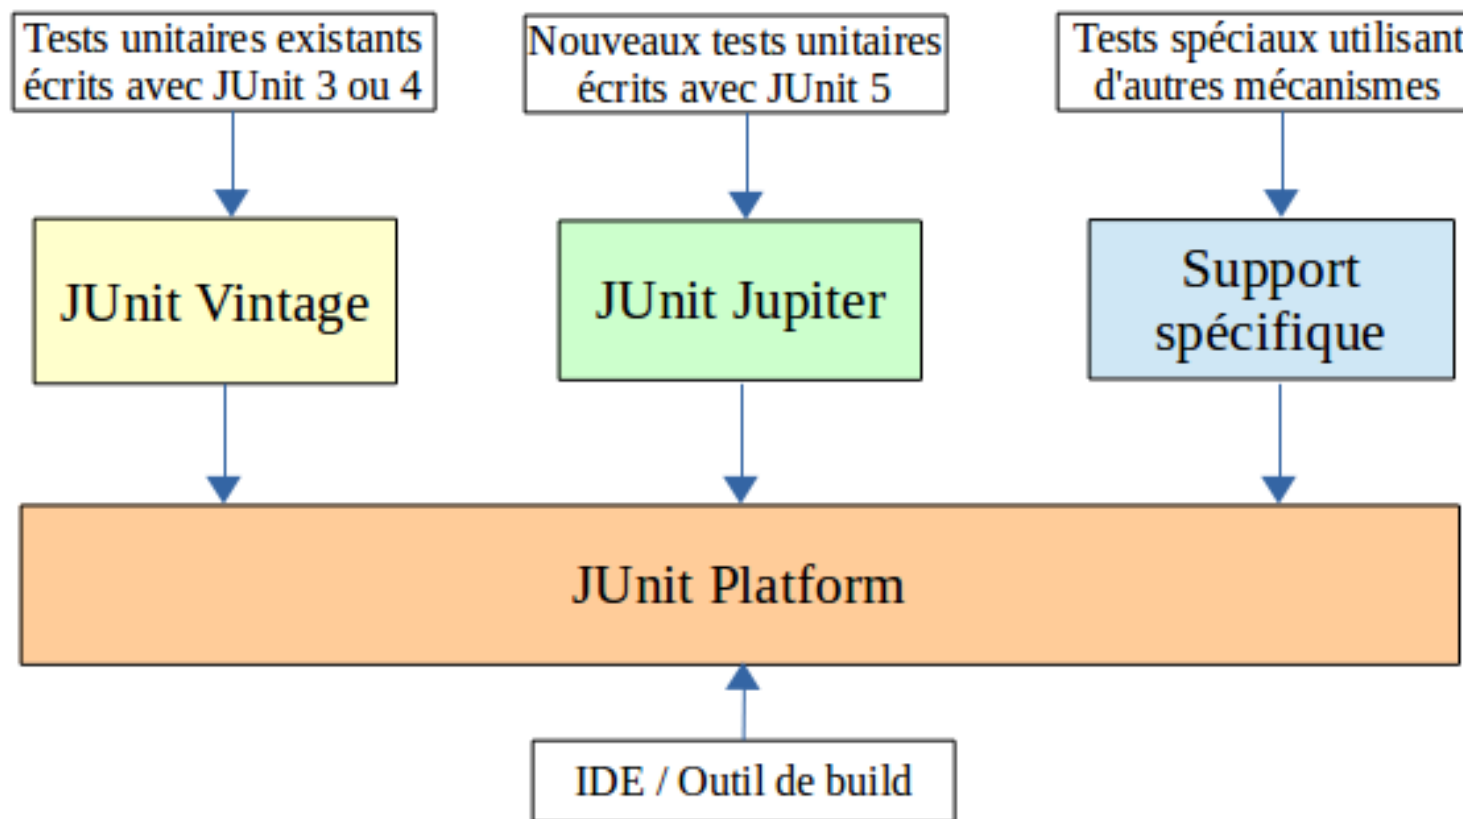 Tests unitaires existants
écrits avec JUnit 3 ou 4
Nouveaux tests unitaires
écrits avec JUnit 5
Tests spéciaux utilisant
d'autres mécanismes
JUnit Vintage
JUnit Jupiter
Support
spécifique
JUnit Platform
IDE / Outil de build